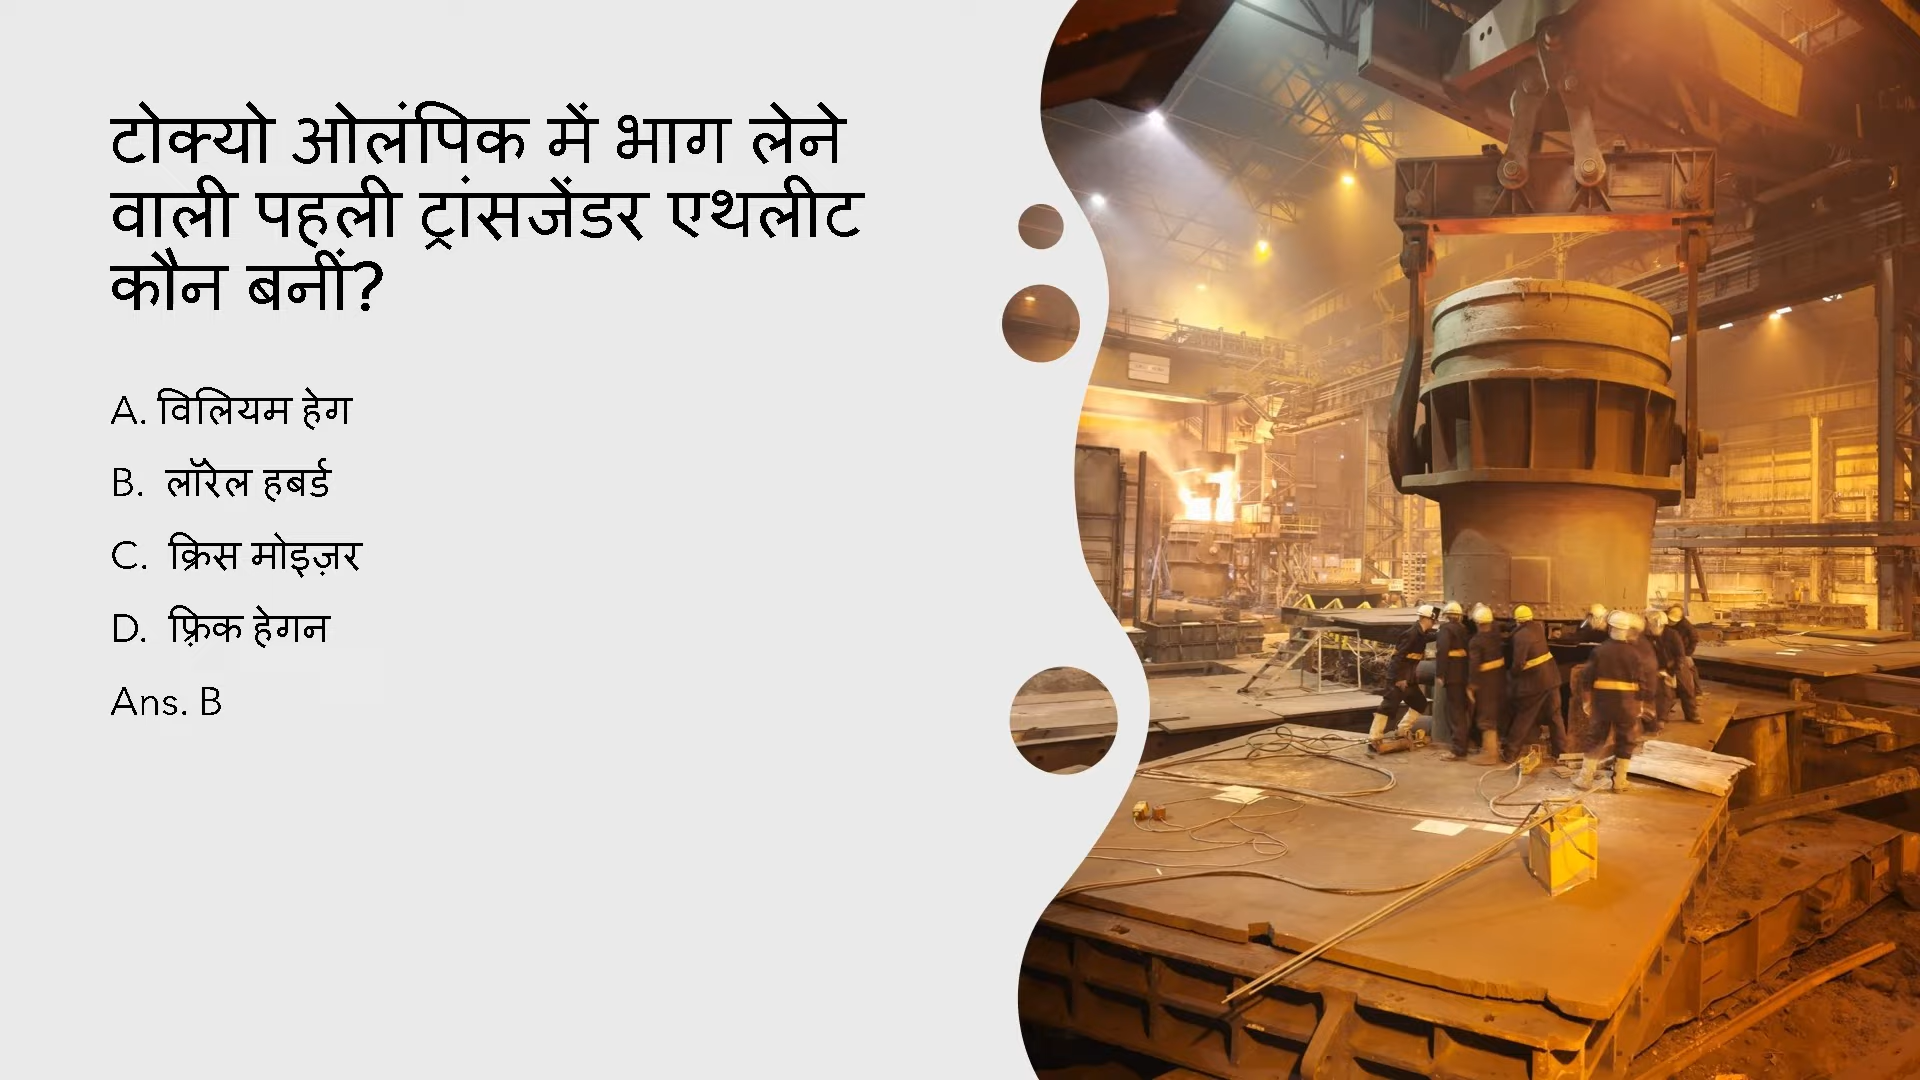 टोक्यो ओलंपिक में भाग लेने
वाली पहली ट्रांसजेंडर एथलीट
कौन बनीं?
A. विलियम हेग
B. लॉरेल हबर्ड
C. क्रिस मोइज़र
D. फ़्रिक हेगन
Ans. B